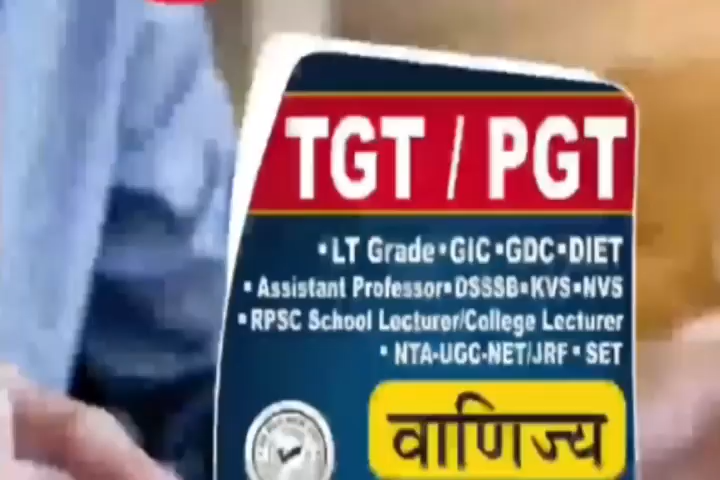 TGT / PGT
▪ LT Grade▪GIC▪GDC▪DIET
▪ Assistant Professor▪DSSSB▪KVS▪NVS
▪ RPSC School Lecturer/College Lecturer
▪ NTA-UGC-NET/JRF ▪ SET
वाणिज्य